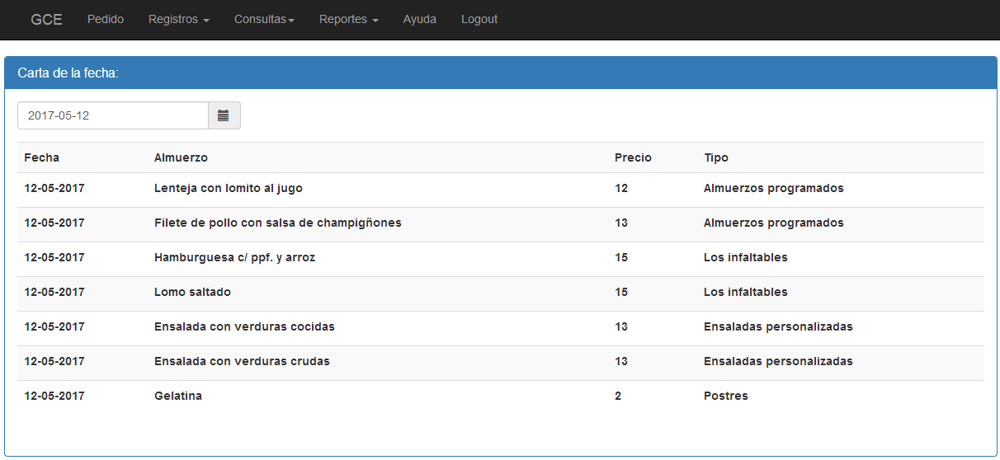 GCE Pedido Registros Consultas Reportes Ayuda Logout
Carta de la fecha:
2017-05-12
Fecha Almuerzo Precio Tipo
12-05-2017 Lenteja con lomito al jugo 12 Almuerzos programados
12-05-2017 Filete de pollo con salsa de champigñones 13 Almuerzos programados
12-05-2017 Hamburguesa c/ ppf. y arroz 15 Los infaltables
12-05-2017 Lomo saltado 15 Los infaltables
12-05-2017 Ensalada con verduras cocidas 13 Ensaladas personalizadas
12-05-2017 Ensalada con verduras crudas 13 Ensaladas personalizadas
12-05-2017 Gelatina 2 Postres